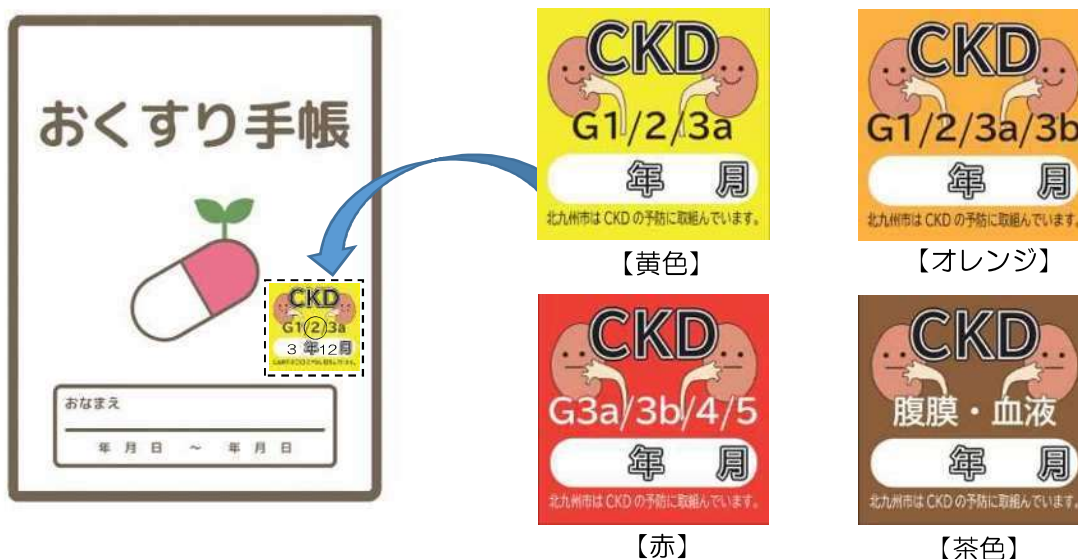 おくすり手帳
CKD
G1/2/3a
3 年12月
おなまえ
年 月 日 ～ 年 月 日
CKD
G1/2/3a
年 月
北九州市は CKD の予防に取組んでいます。
【黄色】
CKD
G1/2/3a/3b
年 月
北九州市は CKD の予防に取組んでいます。
【オレンジ】
CKD
G3a/3b/4/5
年 月
北九州市は CKD の予防に取組んでいます。
【赤】
CKD
腹膜・血液
年 月
北九州市は CKD の予防に取組んでいます。
【茶色】